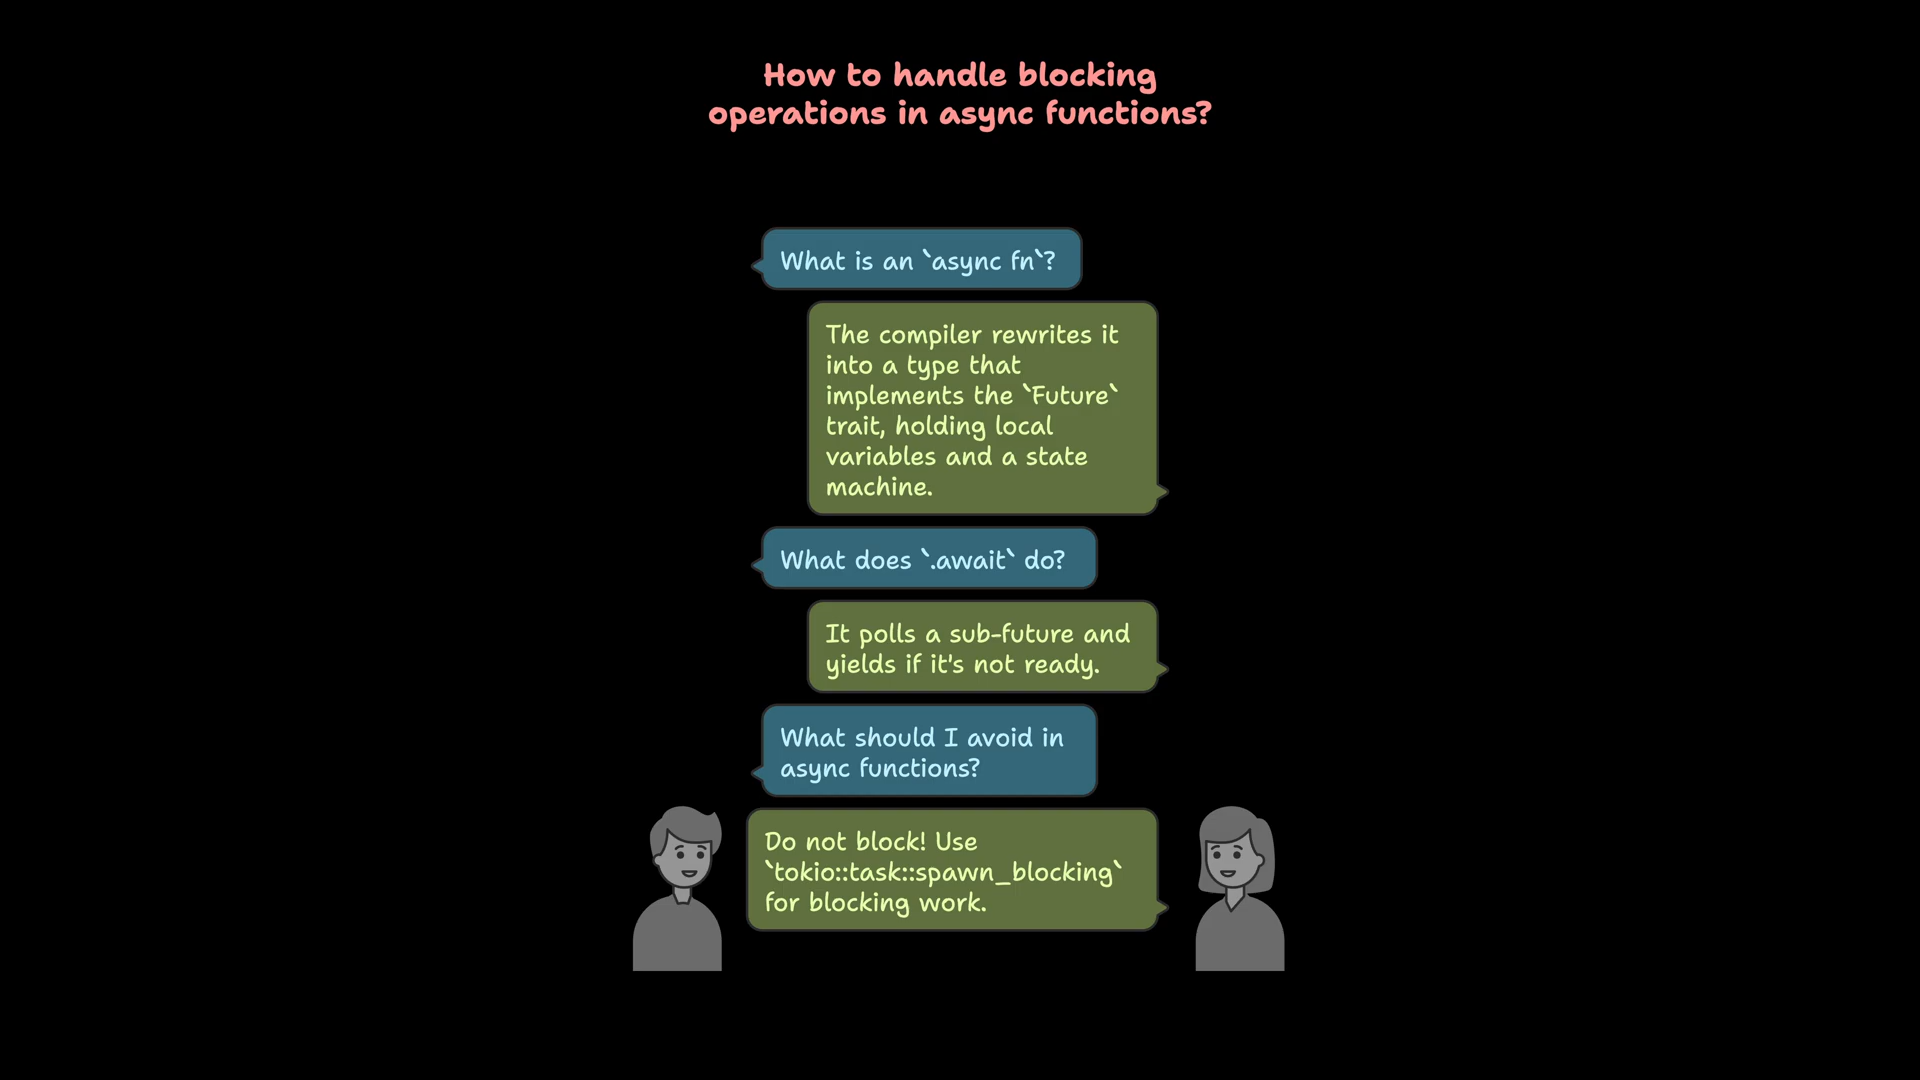 How to handle blocking
operations in async functions?
What is an `async fn`?
The compiler rewrites it
into a type that
implements the `Future`
trait, holding local
variables and a state
machine.
What does `.await` do?
It polls a sub-future and
yields if it's not ready.
What should I avoid in
async functions?
Do not block! Use
`tokio::task::spawn_blocking`
for blocking work.